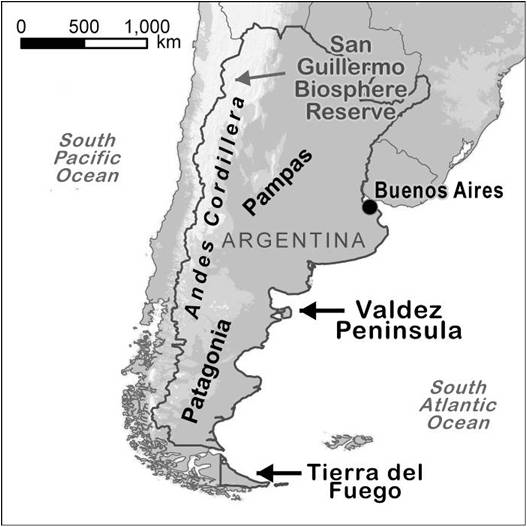 0 500 1,000
km
San
Guillermo
Biosphere
Reserve
South
Pacific
Ocean
Andes Cordillera
Pampas
Buenos Aires
ARGENTINA
Valdez
Peninsula
Patagonia
South
Atlantic
Ocean
Tierra del
Fuego